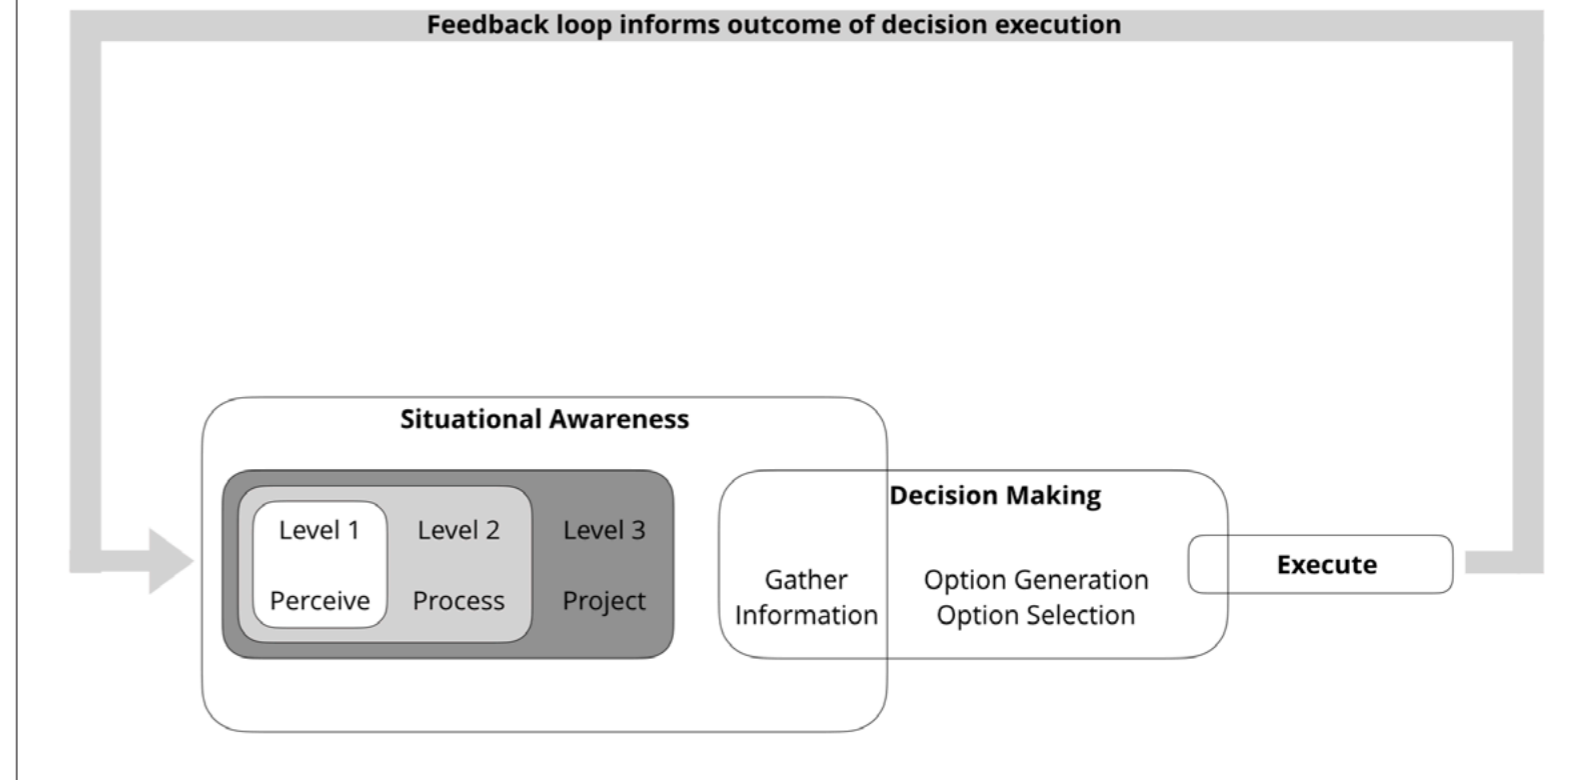 Feedback loop informs outcome of decision execution
Situational Awareness
Level 1
Perceive
Level 2
Process
Level 3
Project
Decision Making
Gather
Information
Option Generation
Option Selection
Execute